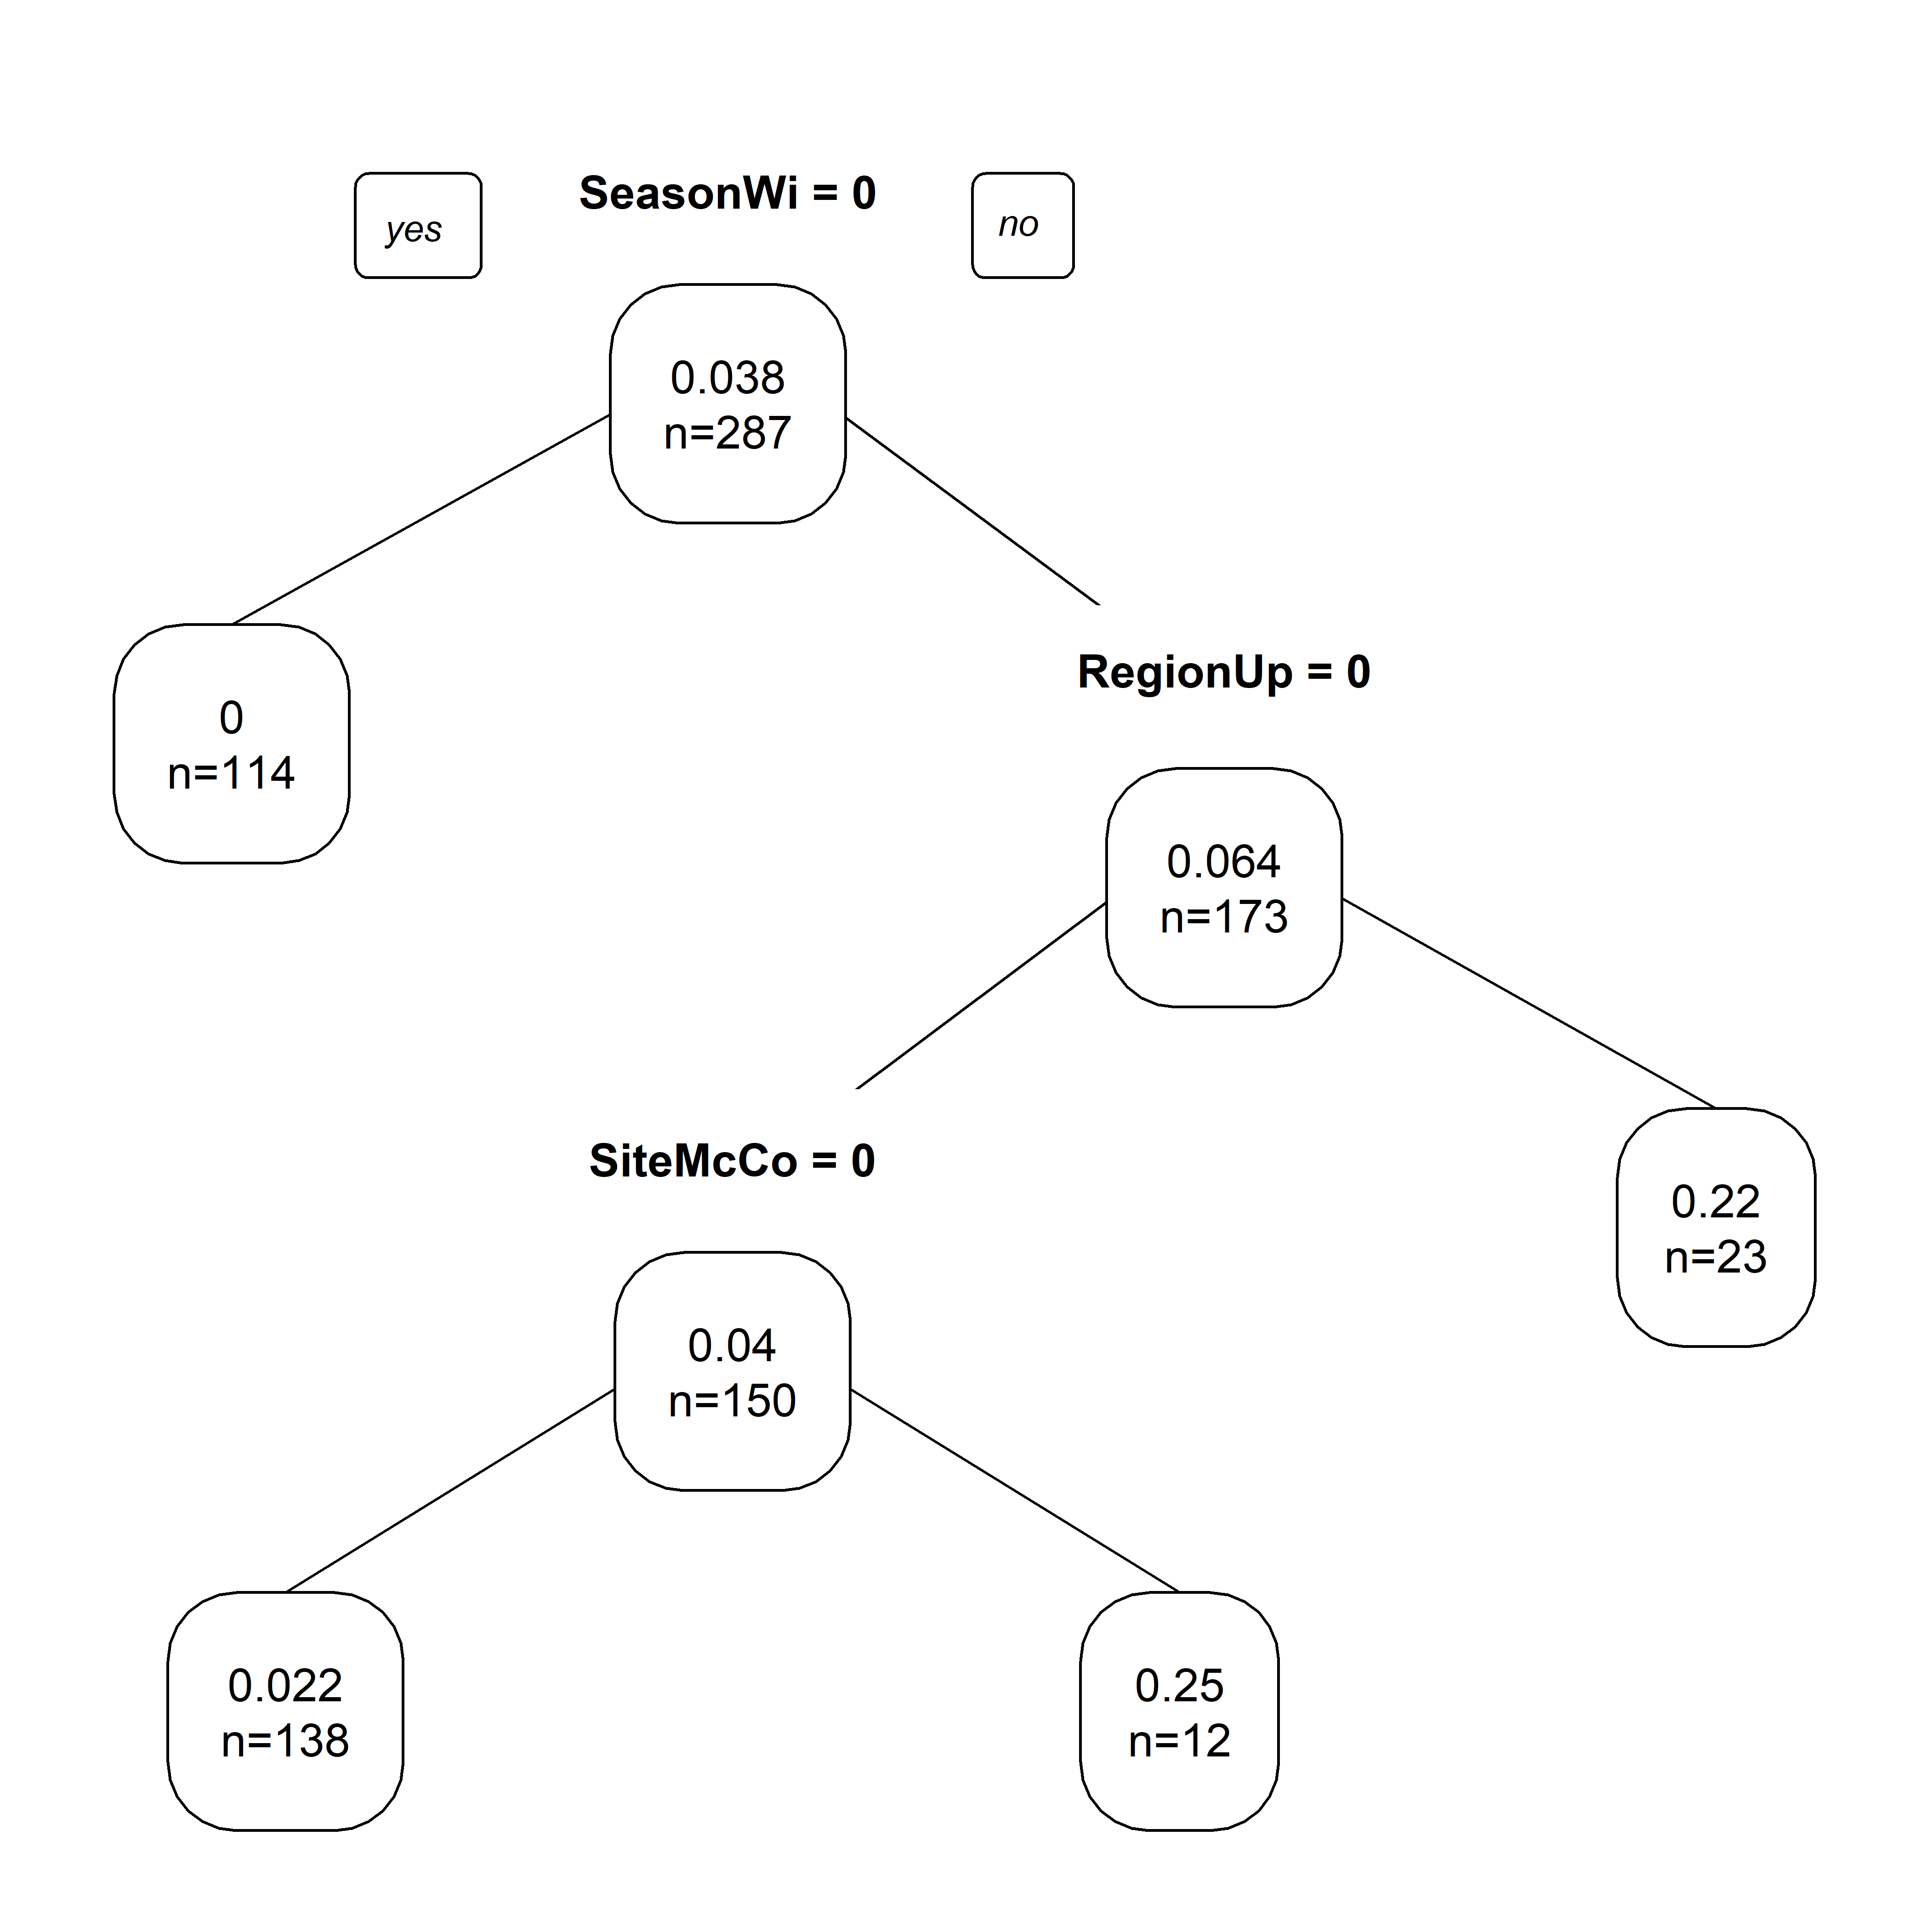 SeasonWi = 0
yes
no
0.038
n=287
0
n=114
RegionUp = 0
0.064
n=173
SiteMcCo = 0
0.22
n=23
0.04
n=150
0.022
n=138
0.25
n=12